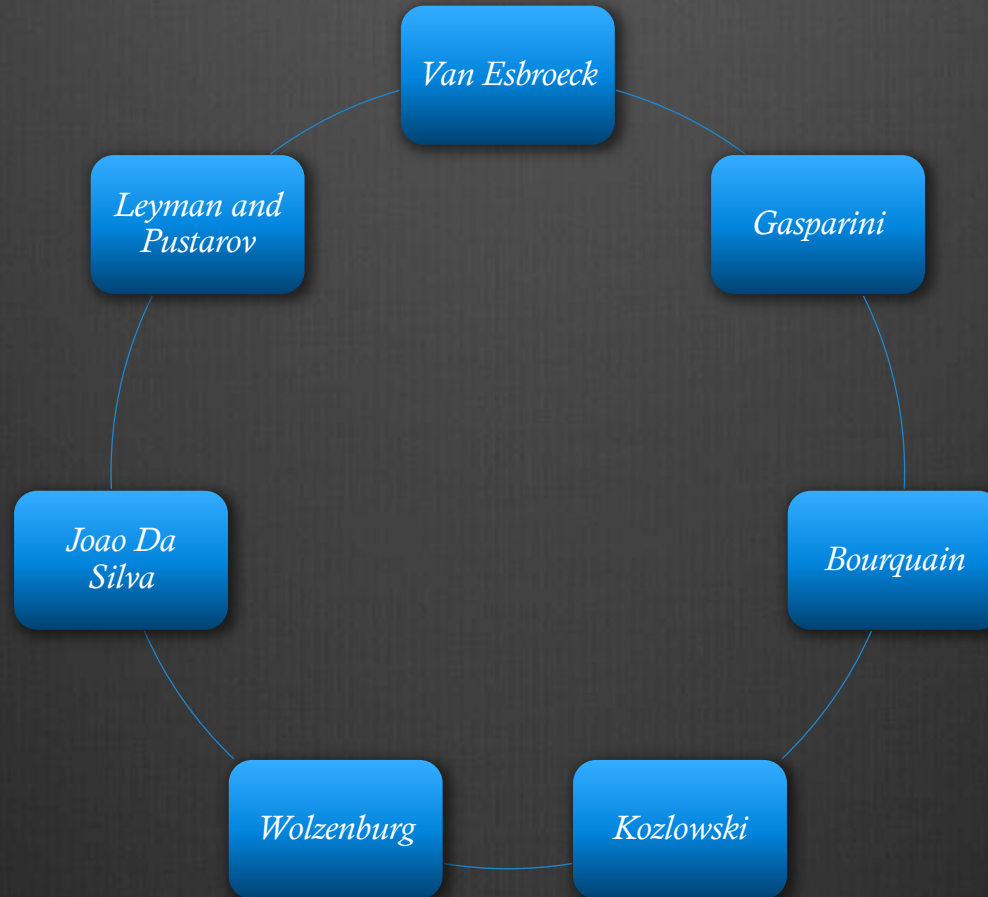 Van Esbroeck
Gasparini
Bourquain
Kozlowski
Wolzenburg
Joao Da
Silva
Leyman and
Pustarov